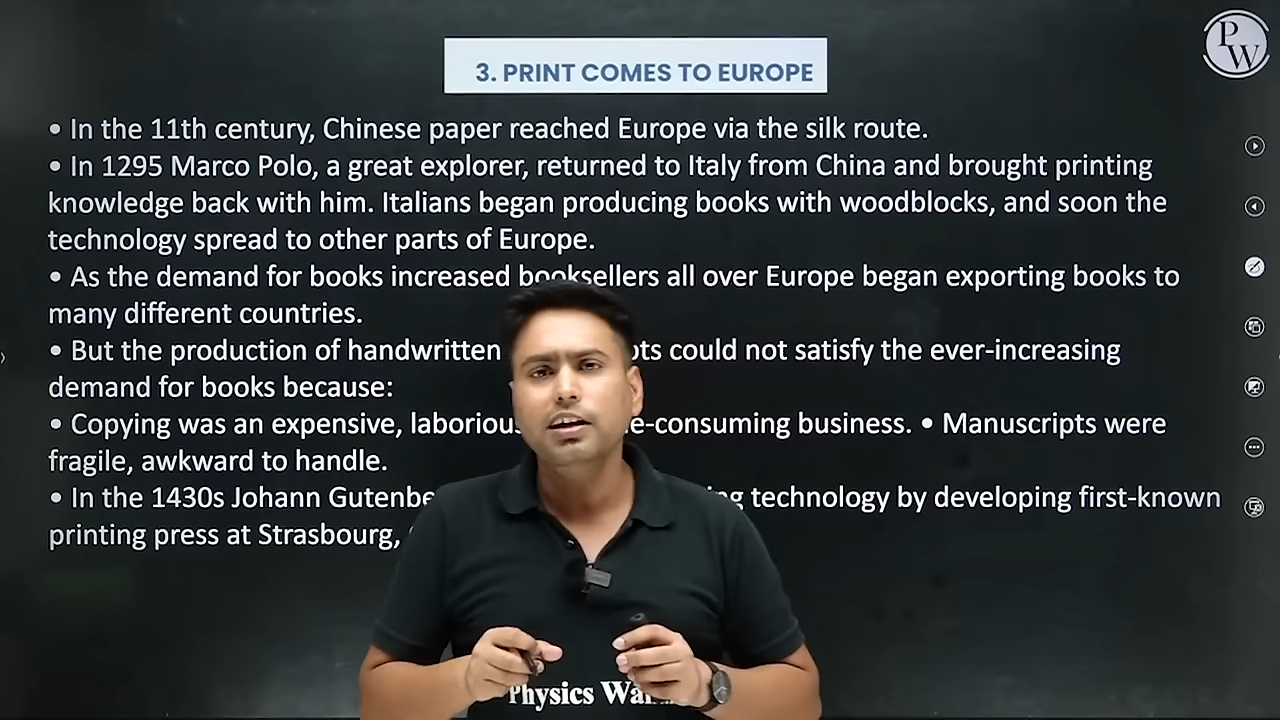 PW
3. PRINT COMES TO EUROPE
• In the 11th century, Chinese paper reached Europe via the silk route.
• In 1295 Marco Polo, a great explorer, returned to Italy from China and brought printing
knowledge back with him. Italians began producing books with woodblocks, and soon the
technology spread to other parts of Europe.
• As the demand for books increased booksellers all over Europe began exporting books to
many different countries.
• But the production of handwritten could not satisfy the ever-increasing
demand for books because:
• Copying was an expensive, laborious -consuming business. • Manuscripts were
fragile, awkward to handle.
• In the 1430s Johann technology by developing first-known
printing press at Strasbourg,
Physics